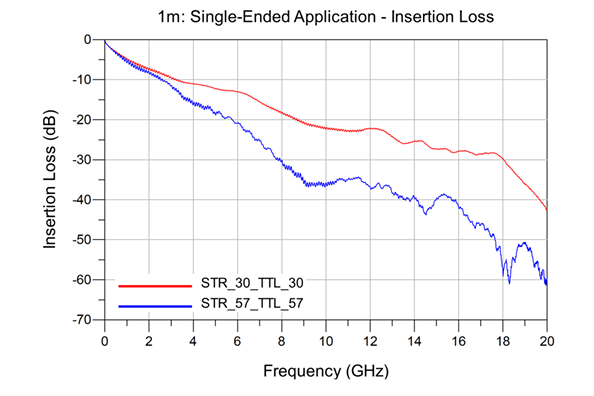 1m: Single-Ended Application - Insertion Loss
0
-10
-20
-30
-40
-50
-60
-70
Insertion Loss (dB)
STR_30_TTL_30
STR_57_TTL_57
0 2 4 6 8 10 12 14 16 18 20
Frequency (GHz)